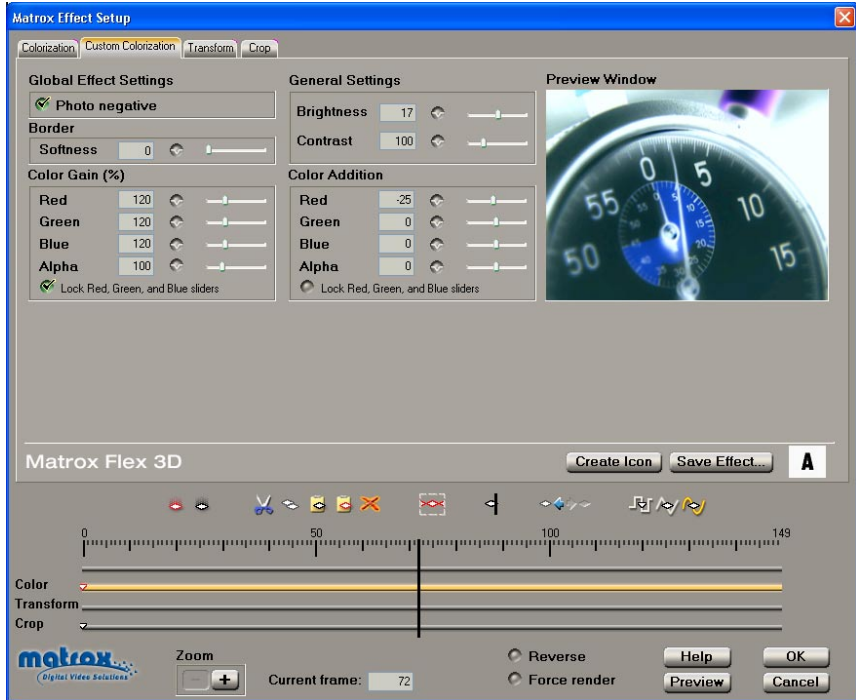 Matrox Effect Setup
Colorization Custom Colorization Transform Crop
Global Effect Settings
Photo negative
Border
Softness 0
Color Gain (%)
Red 120
Green 120
Blue 120
Alpha 100
Lock Red, Green, and Blue sliders
General Settings
Brightness 17
Contrast 100
Color Addition
Red -25
Green 0
Blue 0
Alpha 0
Lock Red, Green, and Blue sliders
Preview Window
0 5
55 10
50 15
Matrox Flex 3D
Create Icon Save Effect... A
0 50 100 149
Color
Transform
Crop
matrox
Digital Video Solutions
Zoom
- +
Current frame: 72
Reverse
Force render
Help OK
Preview Cancel